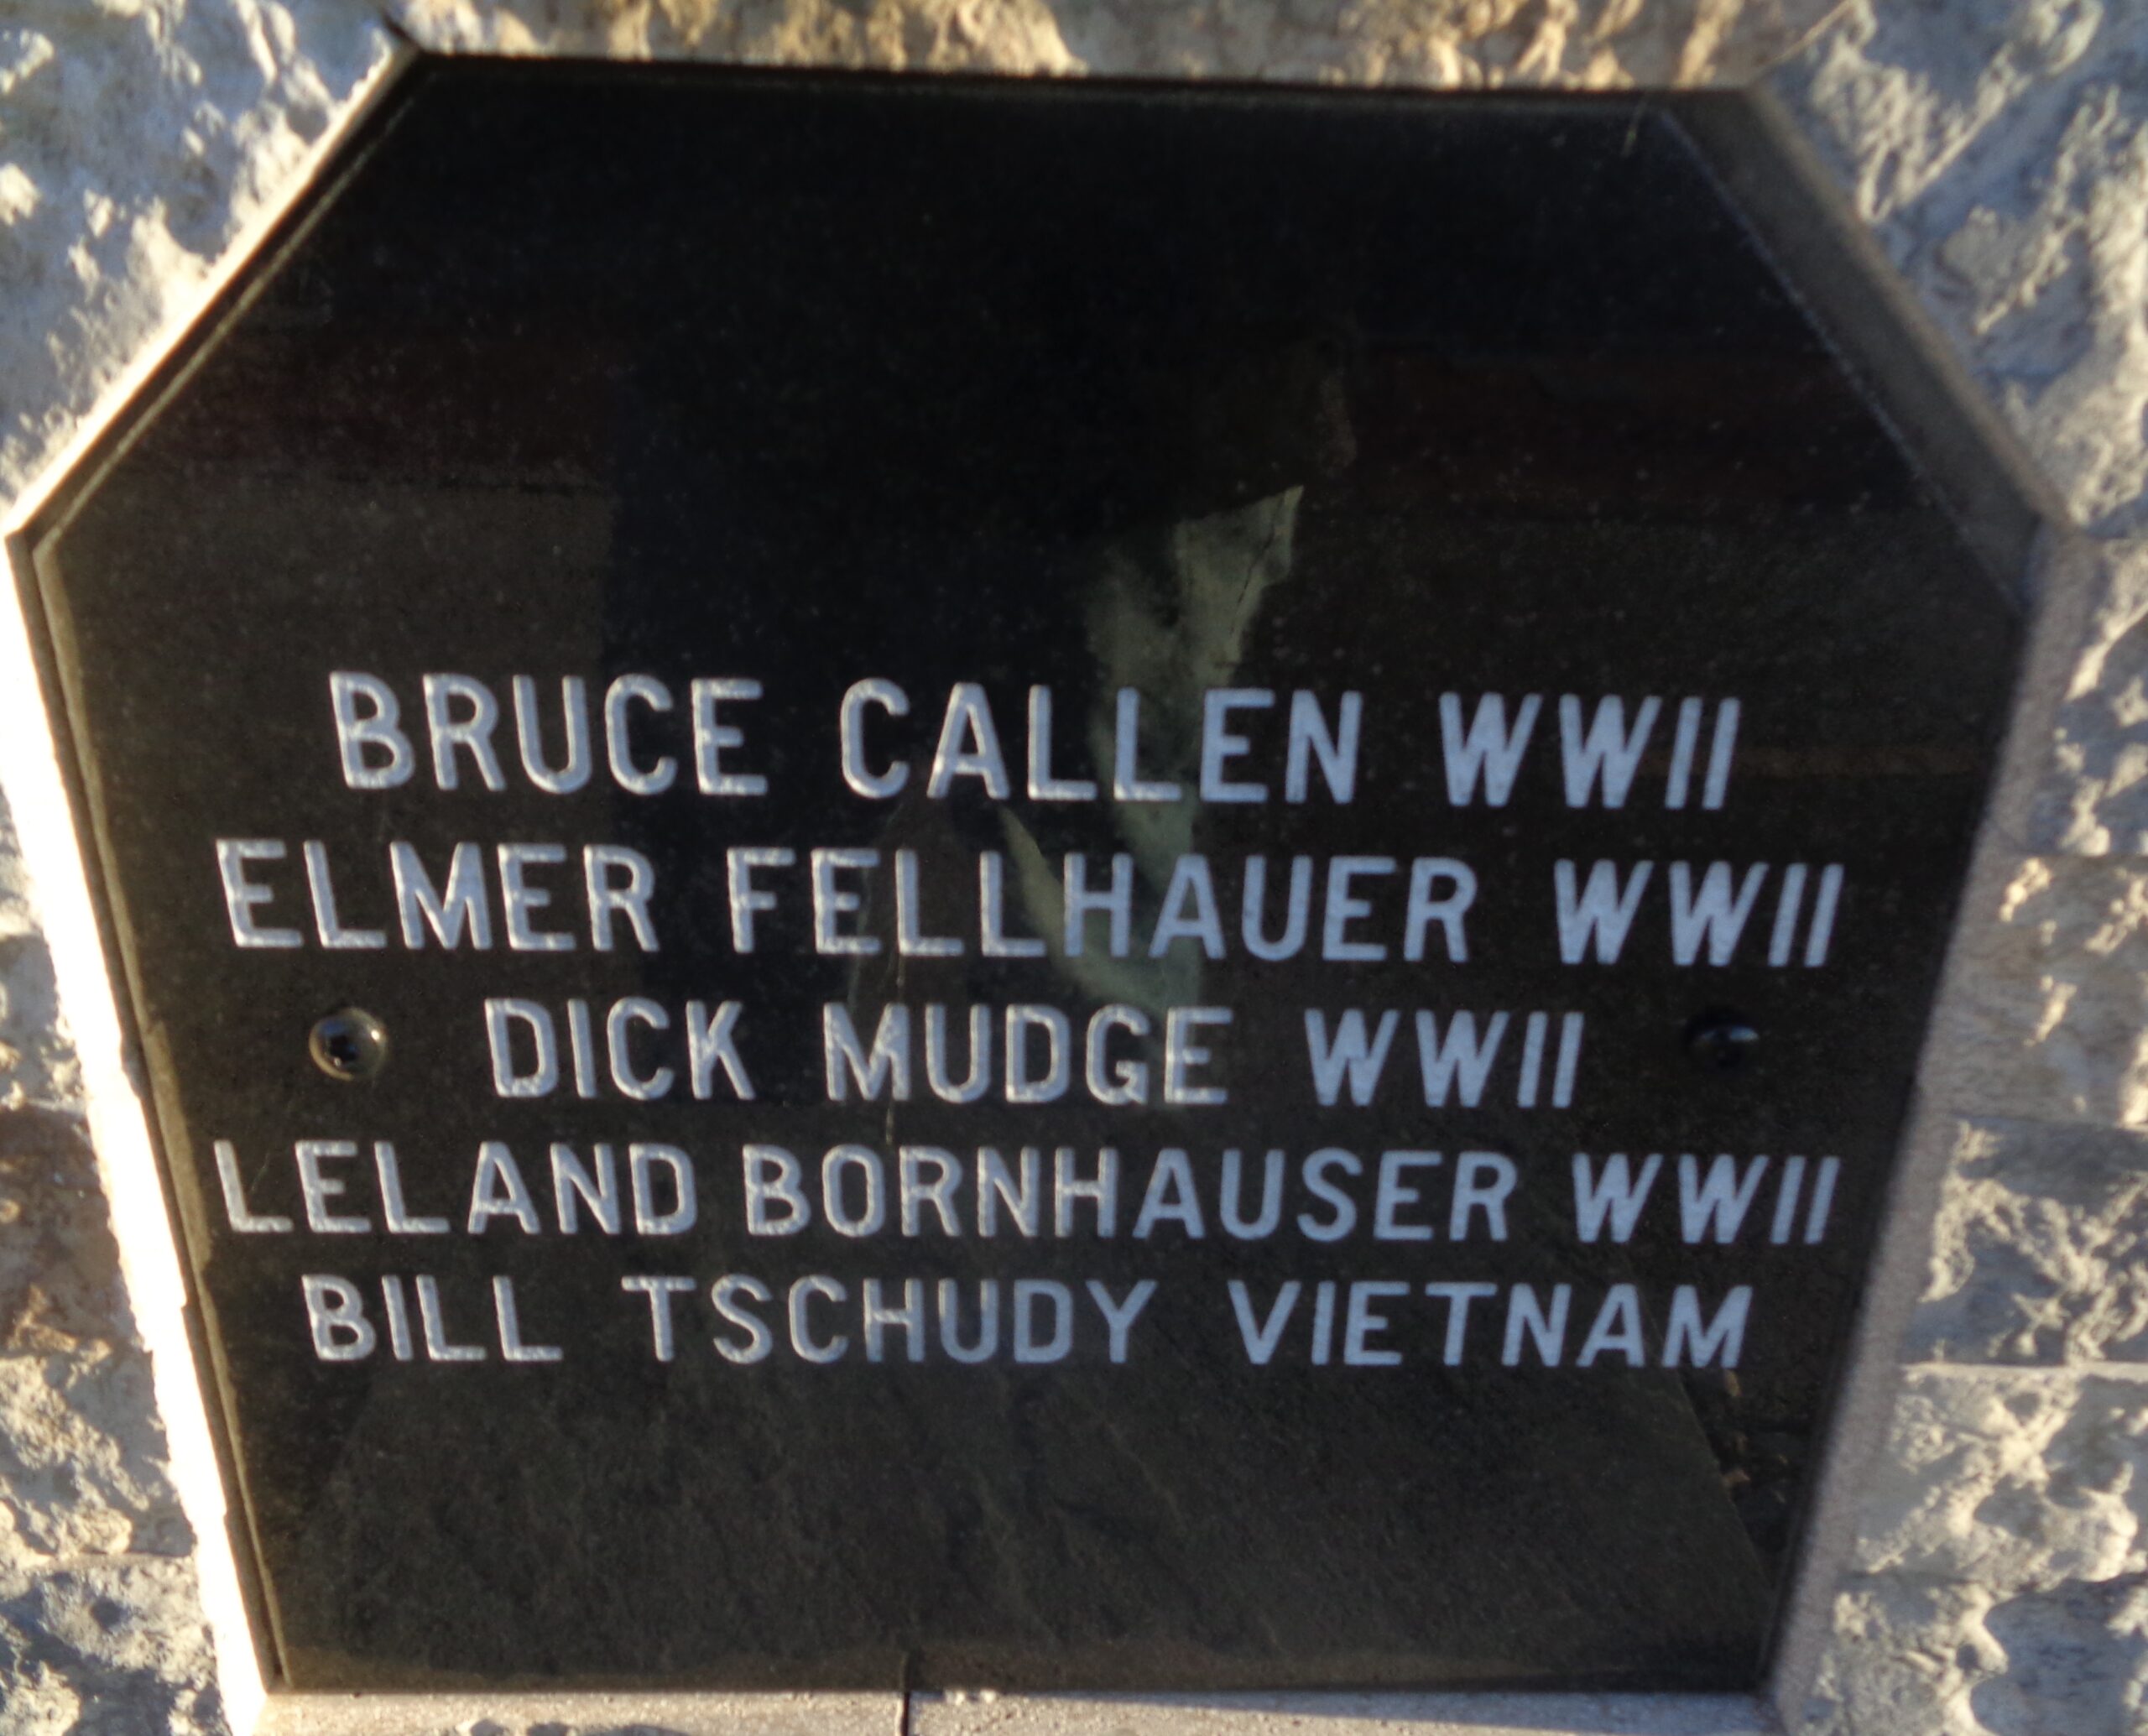 BRUCE CALLEN WWII
ELMER FELLHAUER WWII
DICK MUDGE WWII
LELAND BORNHAUSER WWII
BILL TSCHUDY VIETNAM